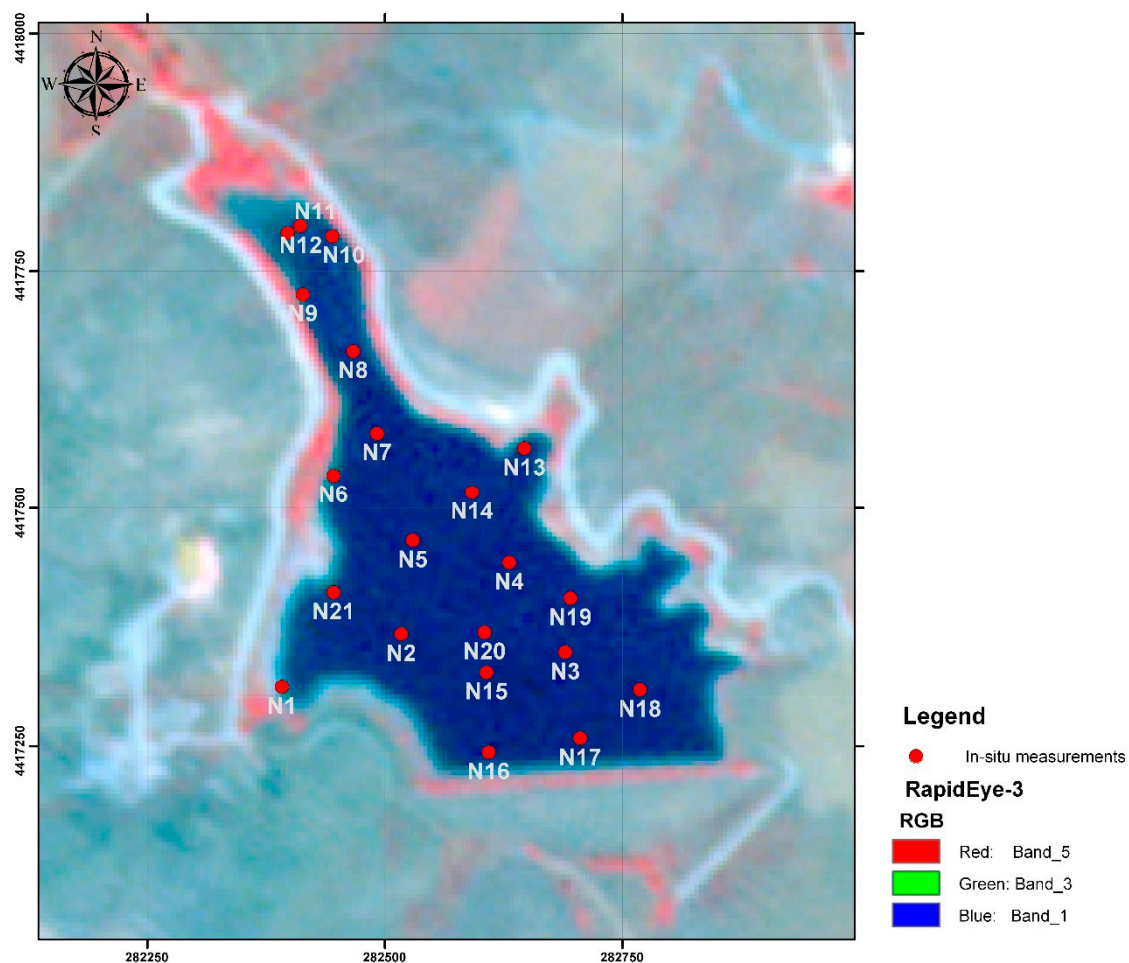 4418000
N
W E
S
N11
N12
N10
4417750
N9
N8
N7
N13
N6
N14
4417500
N5
N4
N21
N19
N2
N20
N3
N15
N1
N18
4417250
N17
N16
282250
282500
282750
Legend
In-situ measurements
RapidEye-3
RGB
Red: Band_5
Green: Band_3
Blue: Band_1